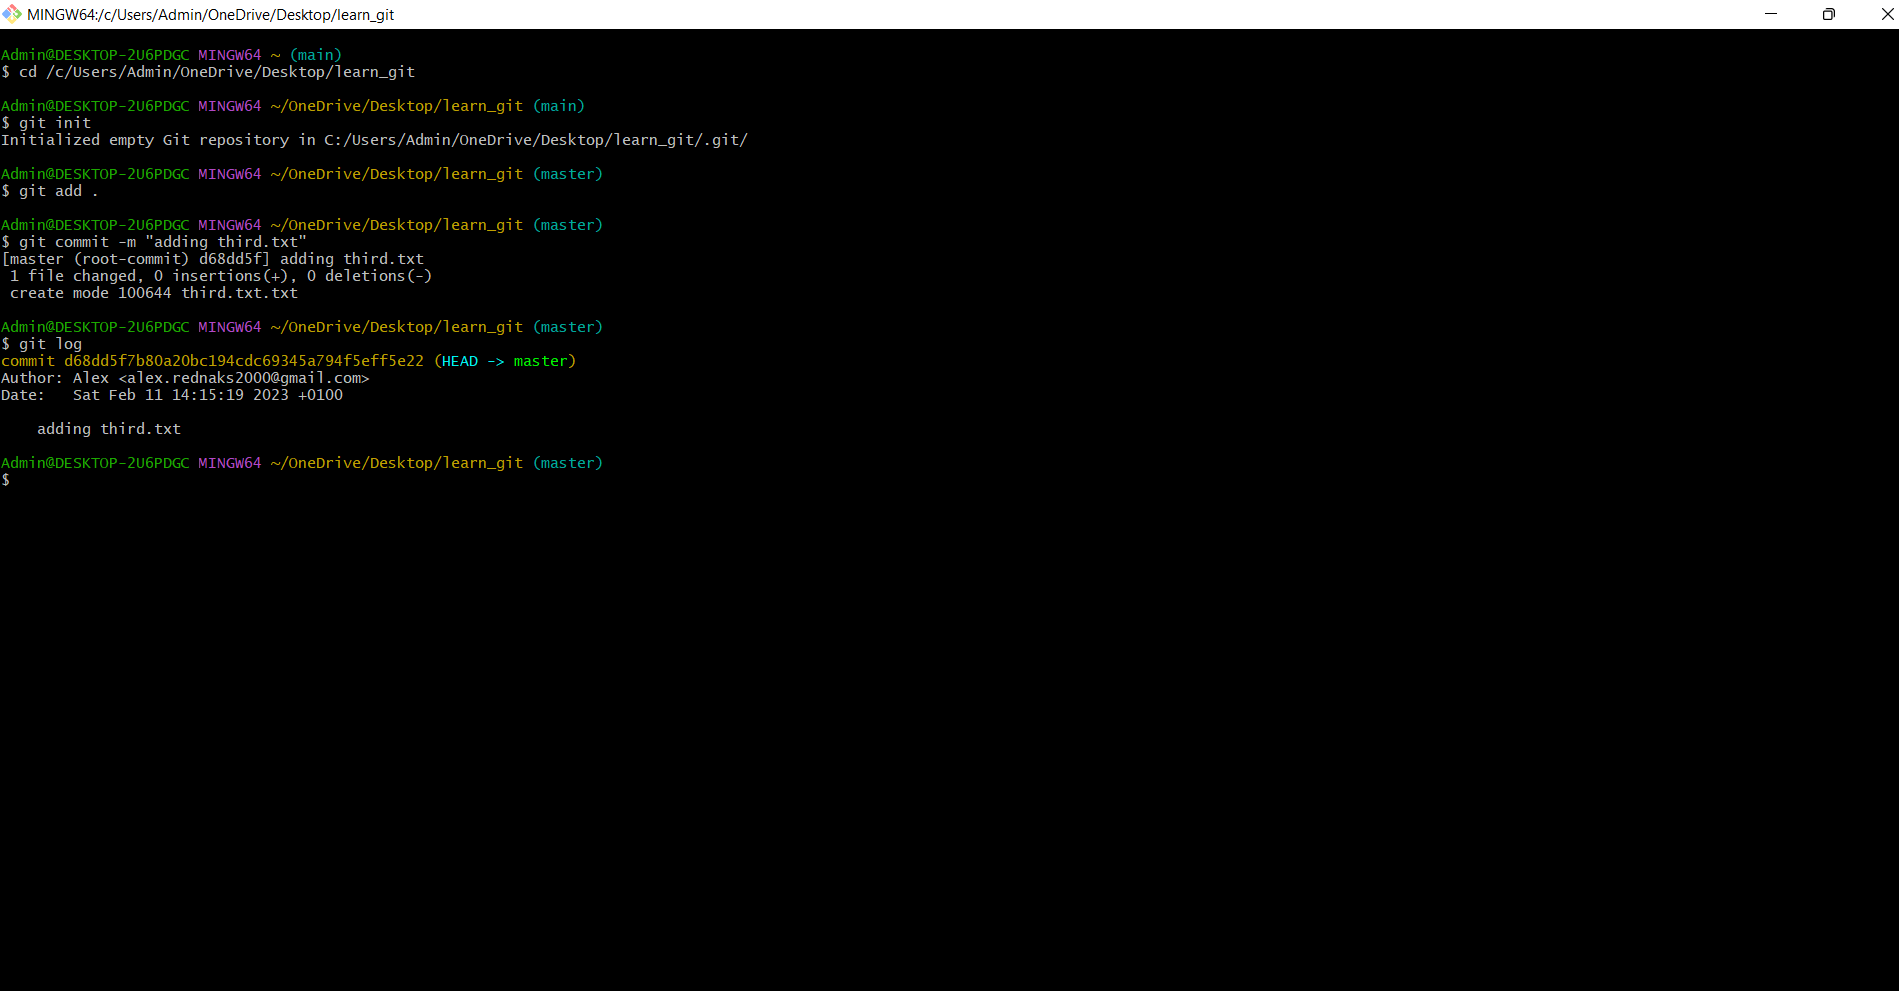 MINGW64:/c/Users/Admin/OneDrive/Desktop/learn_git
Admin@DESKTOP-2U6PDGC MINGW64 ~ (main)
$ cd /c/Users/Admin/OneDrive/Desktop/learn_git
Admin@DESKTOP-2U6PDGC MINGW64 ~/OneDrive/Desktop/learn_git (main)
$ git init
Initialized empty Git repository in C:/Users/Admin/OneDrive/Desktop/learn_git/.git/
Admin@DESKTOP-2U6PDGC MINGW64 ~/OneDrive/Desktop/learn_git (master)
$ git add .
Admin@DESKTOP-2U6PDGC MINGW64 ~/OneDrive/Desktop/learn_git (master)
$ git commit -m "adding third.txt"
[master (root-commit) d68dd5f] adding third.txt
 1 file changed, 0 insertions(+), 0 deletions(-)
 create mode 100644 third.txt.txt
Admin@DESKTOP-2U6PDGC MINGW64 ~/OneDrive/Desktop/learn_git (master)
$ git log
commit d68dd5f7b80a20bc194cdc69345a794f5eff5e22 (HEAD -> master)
Author: Alex <alex.rednaks2000@gmail.com>
Date:   Sat Feb 11 14:15:19 2023 +0100
    adding third.txt
Admin@DESKTOP-2U6PDGC MINGW64 ~/OneDrive/Desktop/learn_git (master)
$